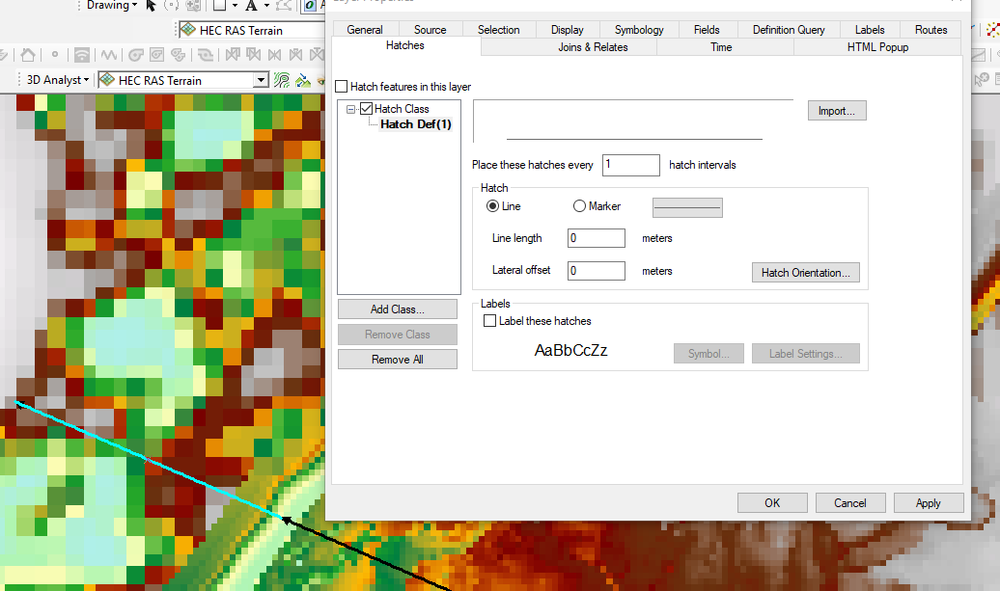 Drawing
A
HEC RAS Terrain
General Source Selection Display Symbology Fields Definition Query Labels Routes
Hatches Joins & Relates Time HTML Popup
3D Analyst HEC RAS Terrain
Hatch features in this layer
Hatch Class
Hatch Def(1)
Import...
Place these hatches every 1 hatch intervals
Hatch
Line Marker
Line length 0 meters
Lateral offset 0 meters
Hatch Orientation...
Add Class...
Remove Class
Remove All
Labels
Label these hatches
AaBbCcZz
Symbol...
Label Settings...
OK Cancel Apply